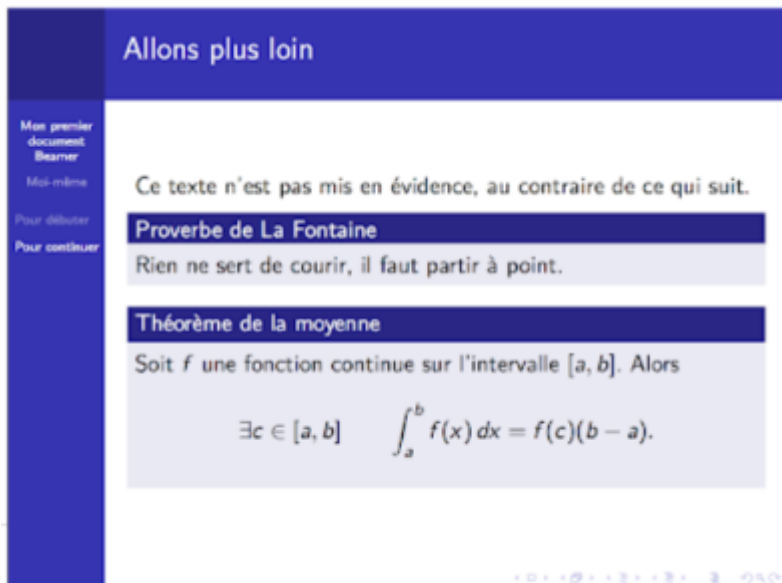 Allons plus loin
Mon premier
document
Beamer
Moi-même
Pour débuter
Pour continuer
Ce texte n'est pas mis en évidence, au contraire de ce qui suit.
Proverbe de La Fontaine
Rien ne sert de courir, il faut partir à point.
Théorème de la moyenne
Soit f une fonction continue sur l'intervalle [a, b]. Alors
∃c ∈ [a, b] ∫_a^b f(x) dx = f(c)(b − a).